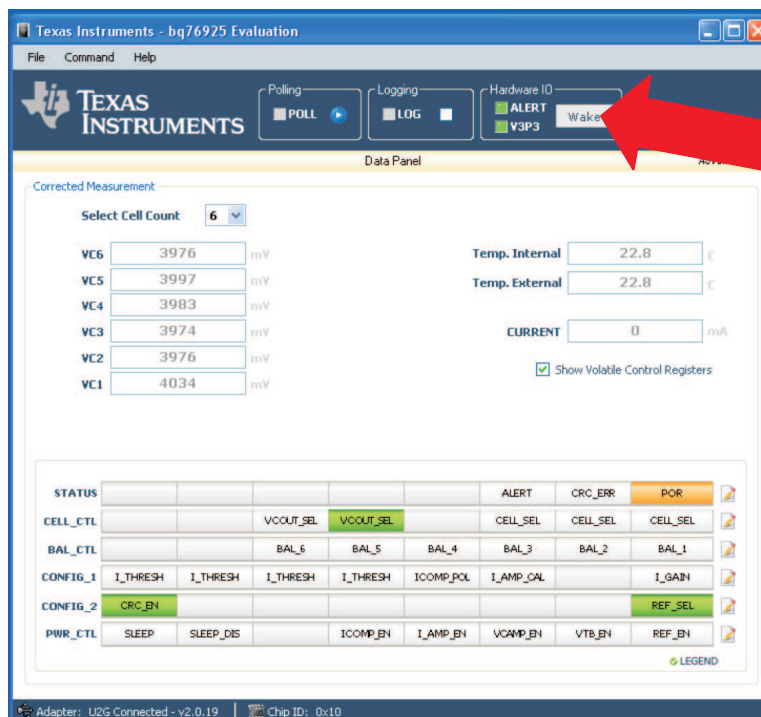 Texas Instruments - bq76925 Evaluation
File Command Help
TEXAS
INSTRUMENTS
Polling
POLL
Logging
LOG
Hardware IO
ALERT
V3P3
Wake
Data Panel
Corrected Measurement
Select Cell Count 6
VC6 3976 mV
VC5 3997 mV
VC4 3983 mV
VC3 3974 mV
VC2 3976 mV
VC1 4034 mV
Temp. Internal 22.8 C
Temp. External 22.8 C
CURRENT 0 mA
Show Volatile Control Registers
STATUS ALERT CRC_ERR POR
CELL_CTL VCOUT_SEL VCOUT_SEL CELL_SEL CELL_SEL CELL_SEL
BAL_CTL BAL_6 BAL_5 BAL_4 BAL_3 BAL_2 BAL_1
CONFIG_1 I_THRESH I_THRESH I_THRESH I_THRESH ICOMP_POL I_AMP_CAL I_GAIN
CONFIG_2 CRC_EN REF_SEL
PWR_CTL SLEEP SLEEP_DIS ICOMP_EN I_AMP_EN VCAMP_EN VTB_EN REF_EN
LEGEND
Adapter: U2G Connected - v2.0.19 Chip ID: 0x10